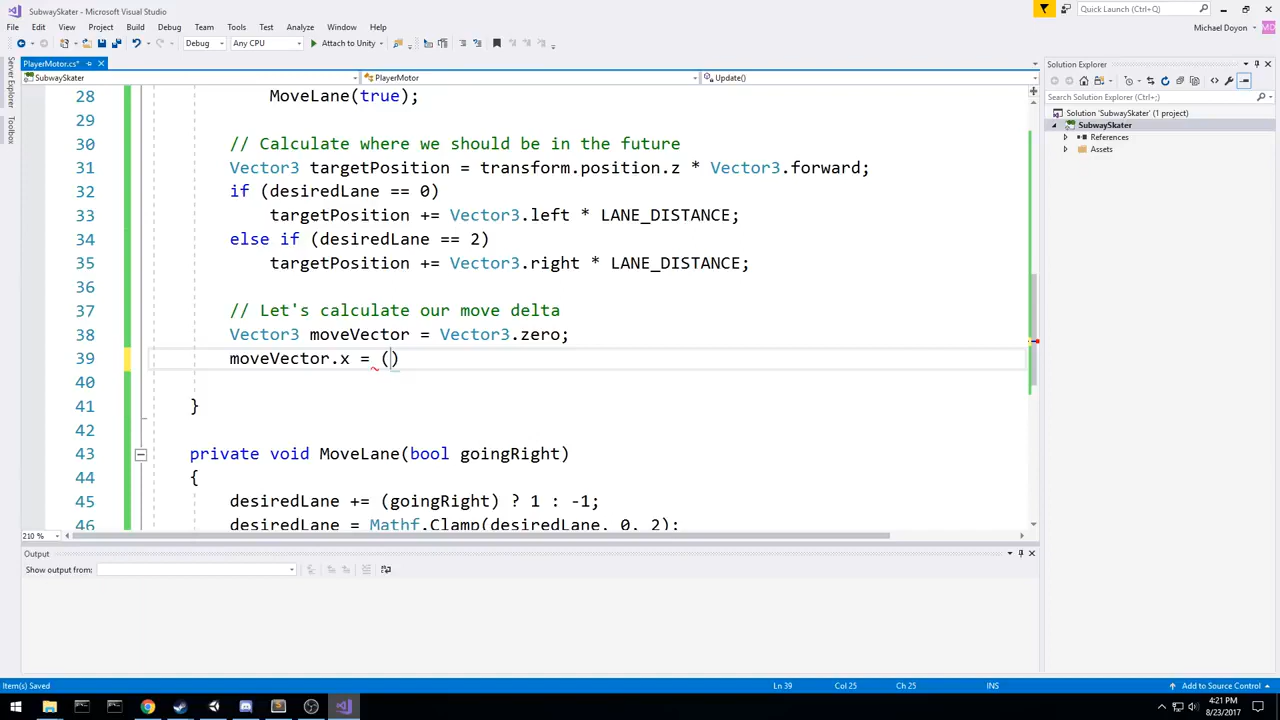 SubwaySkater - Microsoft Visual Studio
Quick Launch (Ctrl+Q)
File Edit View Project Build Debug Team Tools Test Analyze Window Help
Michael Doyon
MD
Debug Any CPU Attach to Unity
PlayerMotor.cs*
SubwaySkater PlayerMotor Update()
Server Explorer
Toolbox
28 MoveLane(true);
29
30 // Calculate where we should be in the future
31 Vector3 targetPosition = transform.position.z * Vector3.forward;
32 if (desiredLane == 0)
33 targetPosition += Vector3.left * LANE_DISTANCE;
34 else if (desiredLane == 2)
35 targetPosition += Vector3.right * LANE_DISTANCE;
36
37 // Let's calculate our move delta
38 Vector3 moveVector = Vector3.zero;
39 moveVector.x = ()
40
41 }
42
43 private void MoveLane(bool goingRight)
44 {
45 desiredLane += (goingRight) ? 1 : -1;
46 desiredLane = Mathf.Clamp(desiredLane, 0, 2);
210 %
Solution Explorer
Search Solution Explorer (Ctrl+;)
Solution 'SubwaySkater' (1 project)
SubwaySkater
References
Assets
Output
Show output from:
Item(s) Saved Ln 39 Col 25 Ch 25 INS Add to Source Control
4:21 PM
8/23/2017